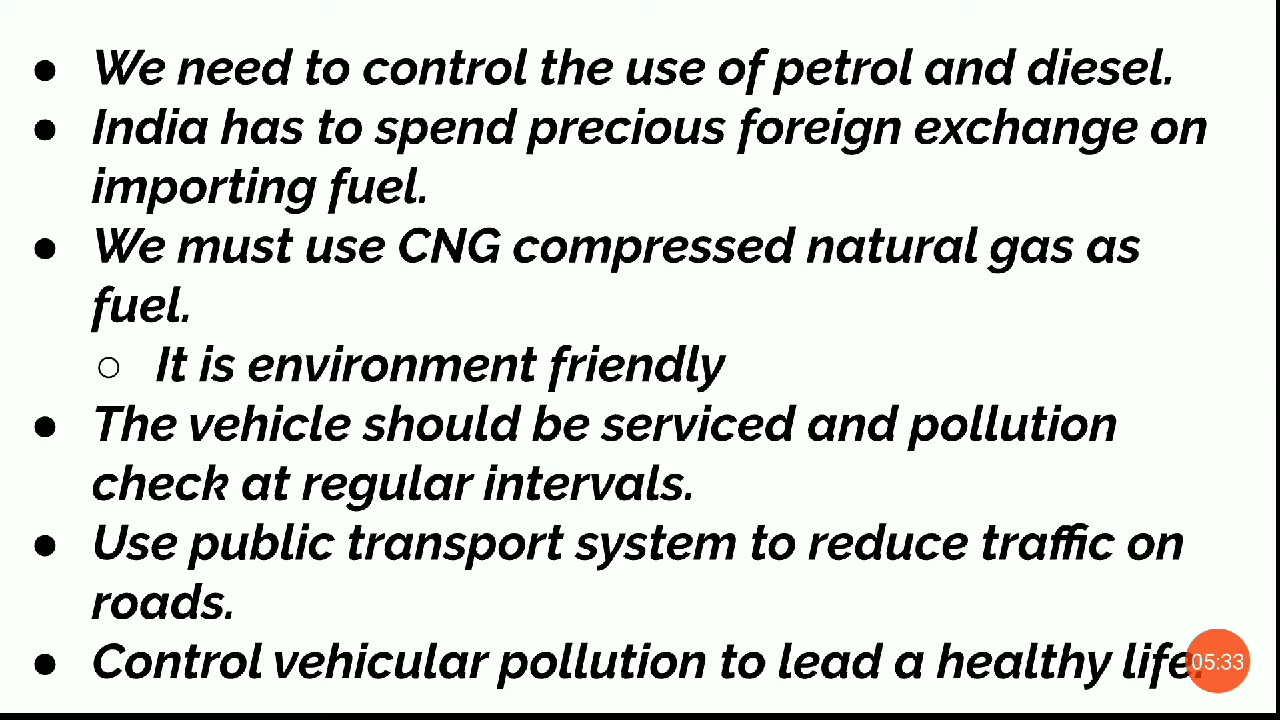 ● We need to control the use of petrol and diesel.
● India has to spend precious foreign exchange on
importing fuel.
● We must use CNG compressed natural gas as
fuel.
○ It is environment friendly
● The vehicle should be serviced and pollution
check at regular intervals.
● Use public transport system to reduce traffic on
roads.
● Control vehicular pollution to lead a healthy life.
05:33